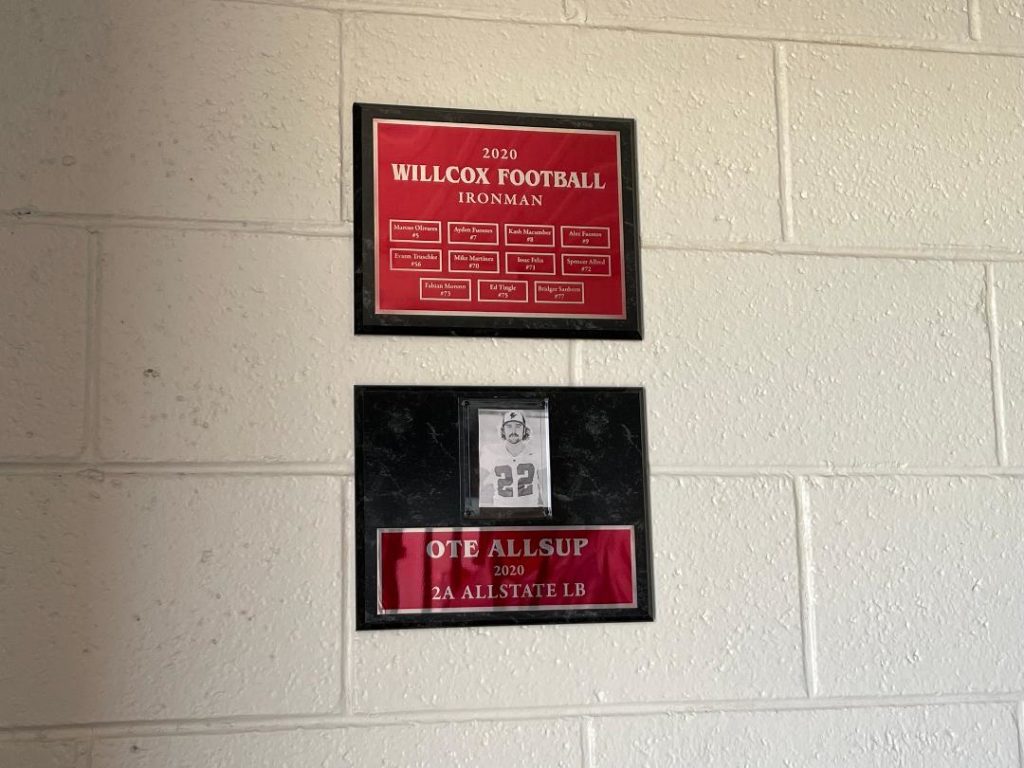 2020
WILLCOX FOOTBALL
IRONMAN
Marcus Olivares
#5
Ayden Fuentes
#7
Kash Macumber
#8
Alex
#9
#56
Mike Martinez
#70
Isaac Felix
#71
Spencer Allred
#72
Fabian
#73
Ed Tingle
#75
Bridger Sanborn
#77
22
OTE ALLSUP
2020
2A ALLSTATE LB